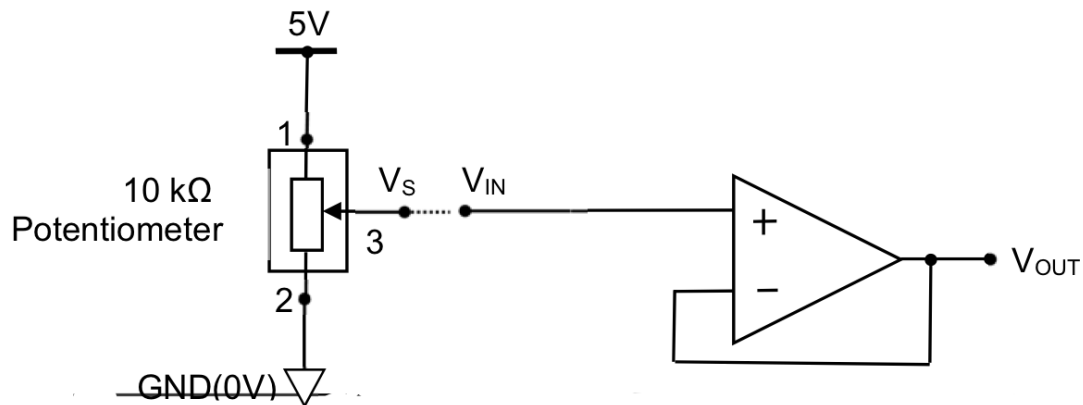 5V
1
10 kΩ
Potentiometer
VS
VIN
3
2
GND(0V)
+
−
VOUT